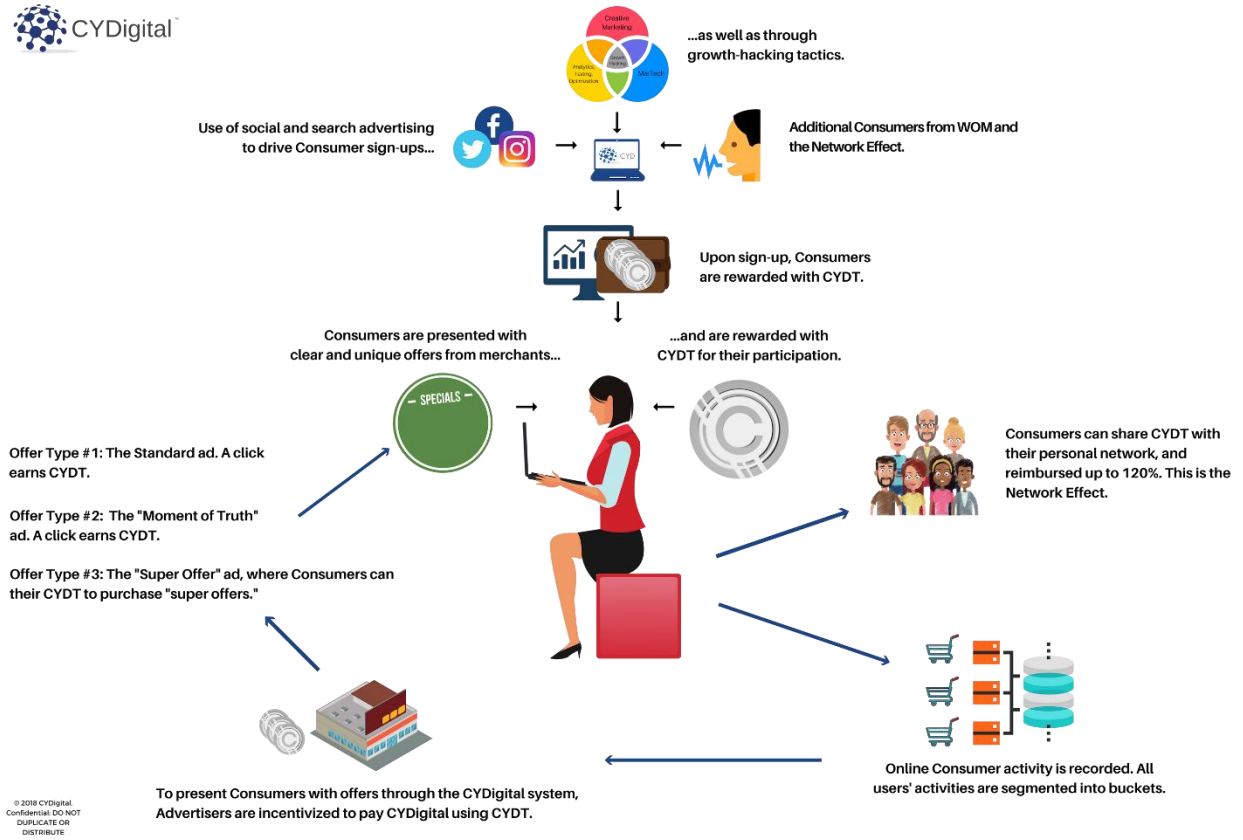 CYDigital™
Creative
Marketing
Growth
Hacking
Analytics
Testing,
Optimization
MarTech
...as well as through
growth-hacking tactics.
Use of social and search advertising
to drive Consumer sign-ups...
CYD
Additional Consumers from WOM and
the Network Effect.
Upon sign-up, Consumers
are rewarded with CYDT.
Consumers are presented with
clear and unique offers from merchants...
...and are rewarded with
CYDT for their participation.
SPECIALS
Offer Type #1: The Standard ad. A click
earns CYDT.
Offer Type #2: The "Moment of Truth"
ad. A click earns CYDT.
Offer Type #3: The "Super Offer" ad, where Consumers can
their CYDT to purchase "super offers."
Consumers can share CYDT with
their personal network, and
reimbursed up to 120%. This is the
Network Effect.
Online Consumer activity is recorded. All
users' activities are segmented into buckets.
To present Consumers with offers through the CYDigital system,
Advertisers are incentivized to pay CYDigital using CYDT.
© 2018 CYDigital.
Confidential: DO NOT
DUPLICATE OR
DISTRIBUTE